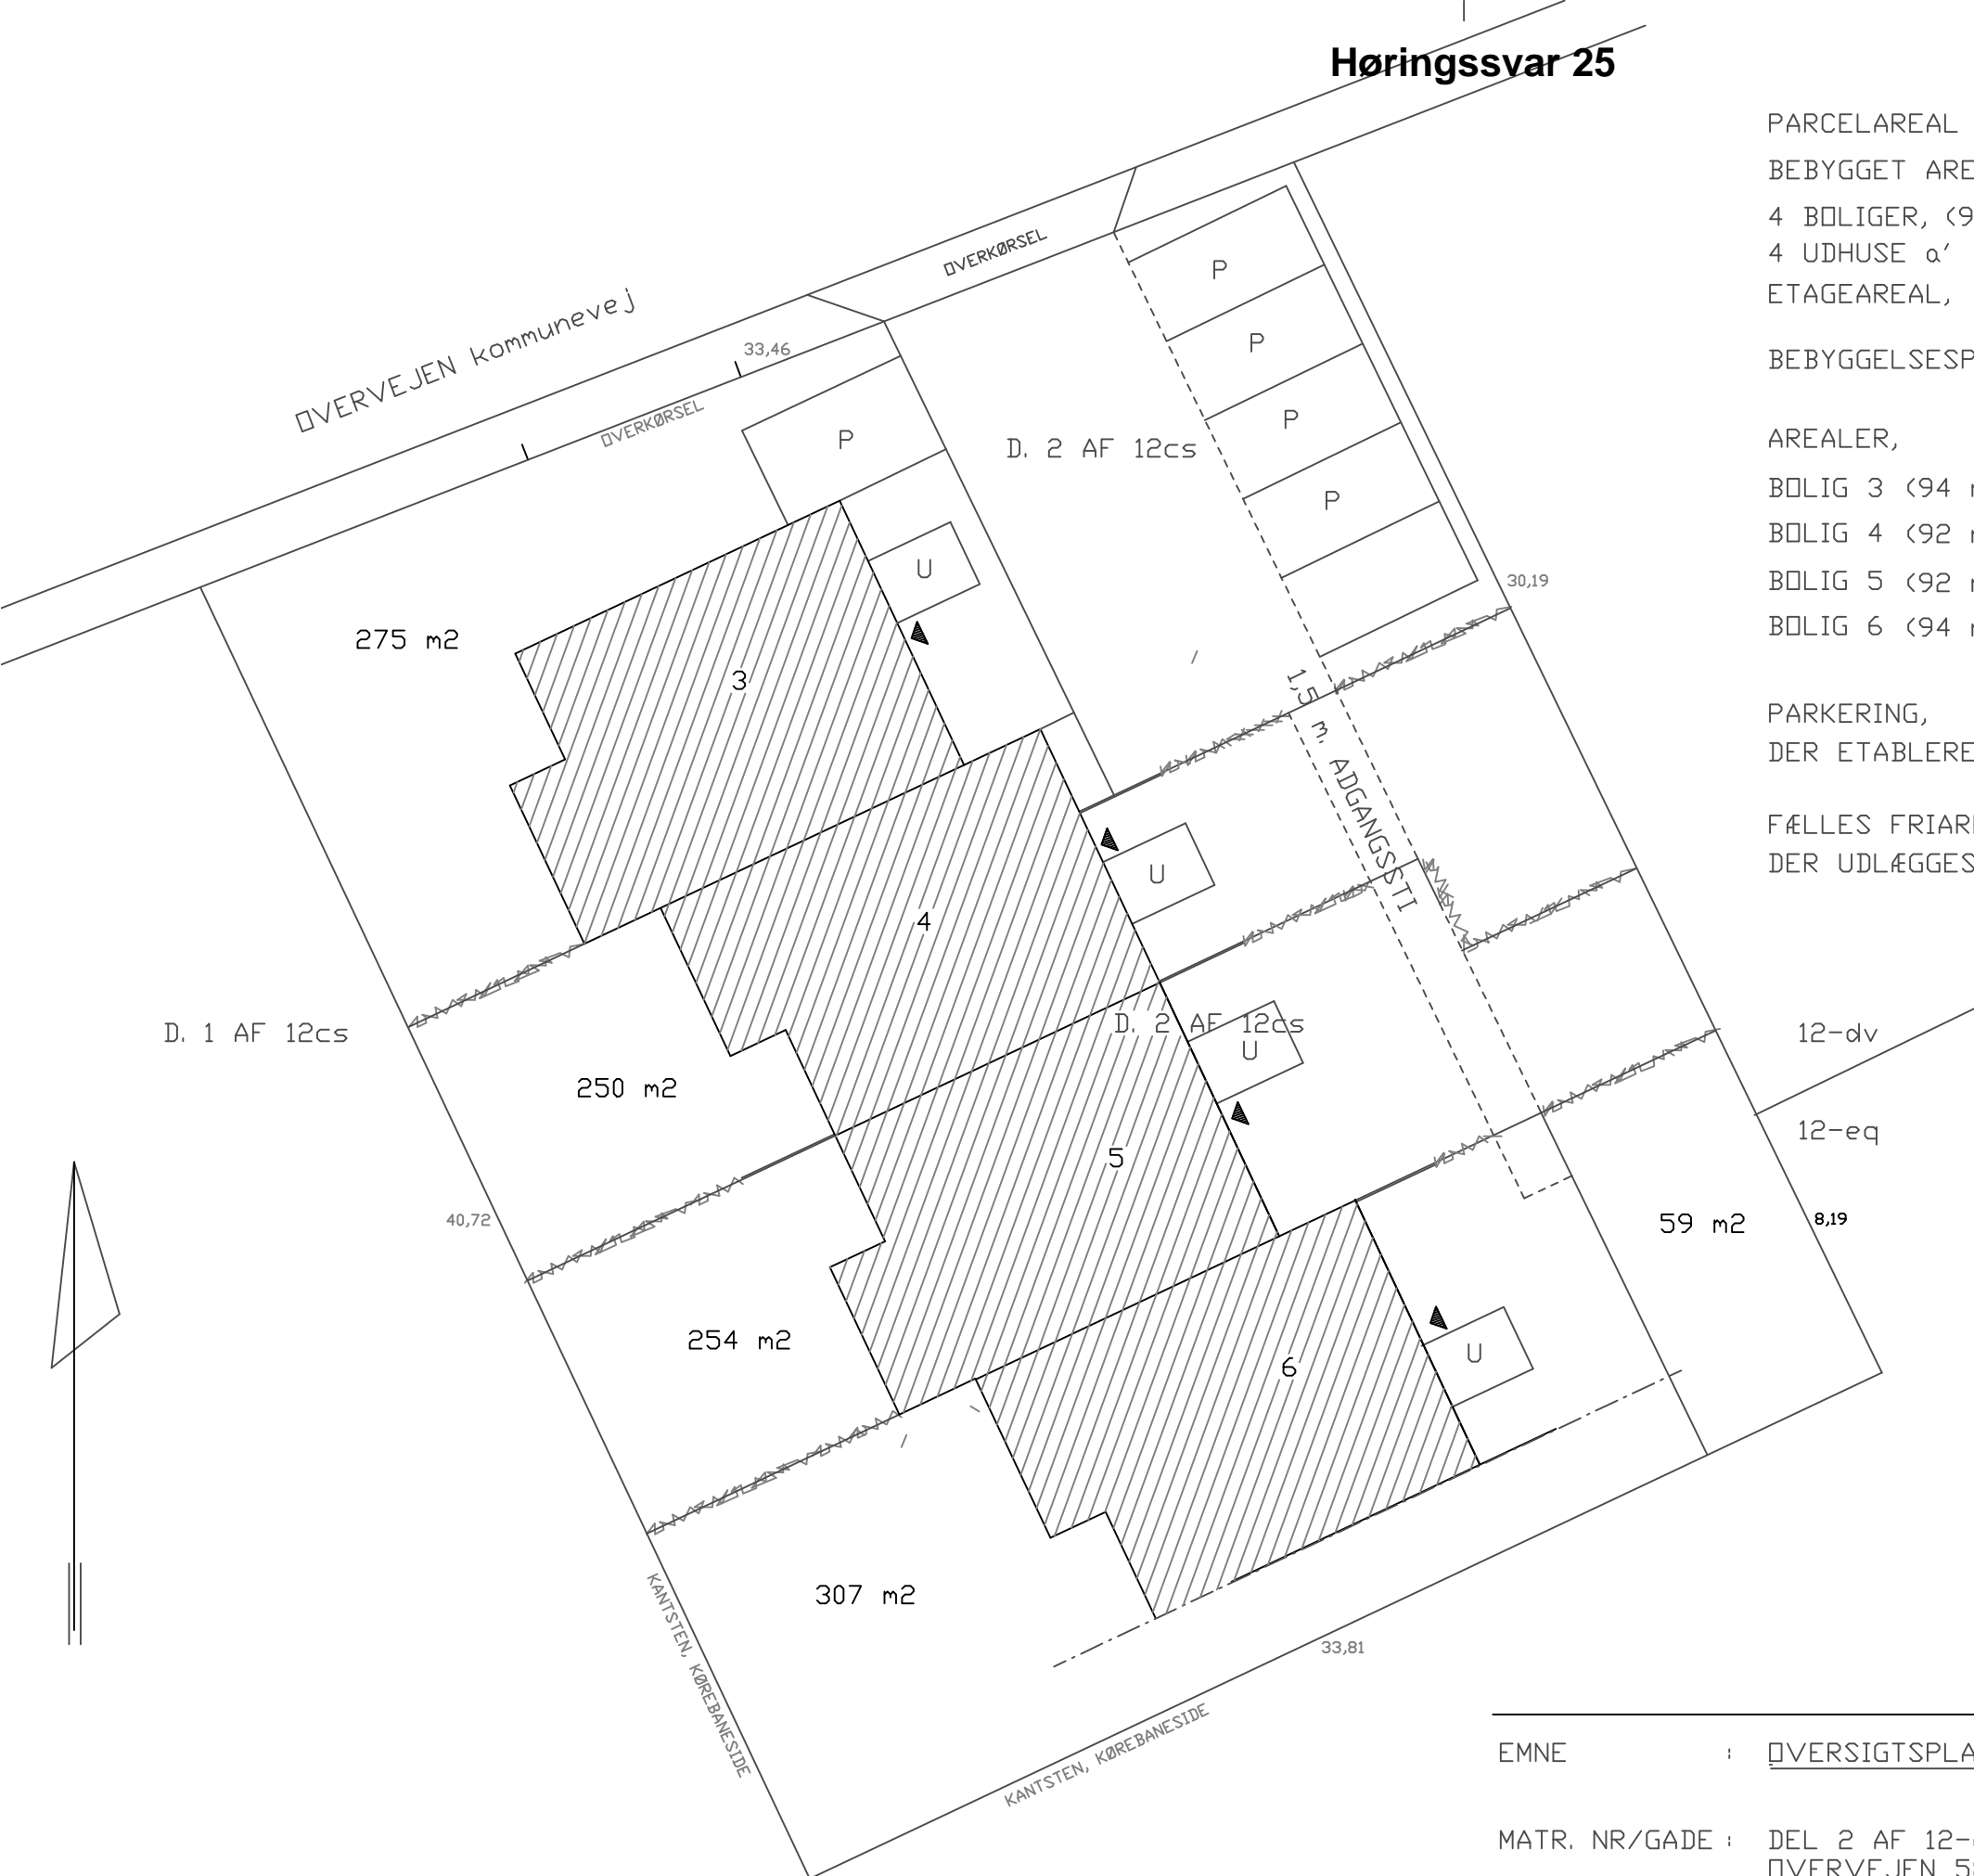 Høringssvar 25
PARCELAREAL
BEBYGGET ARE
4 BOLIGER, (9
4 UDHUSE a'
ETAGEAREAL,
BEBYGGELSESP
AREALER,
BOLIG 3 (94 m
BOLIG 4 (92 m
BOLIG 5 (92 m
BOLIG 6 (94 m
PARKERING,
DER ETABLERE
FÆLLES FRIAR
DER UDLÆGGES
OVERVEJEN kommunevej
OVERKØRSEL
33,46
OVERKØRSEL
P
P
P
P
P
D. 2 AF 12cs
U
30,19
275 m2
3
1,5 m. ADGANGSSTI
U
4
D. 1 AF 12cs
D. 2 AF 12cs
U
12-dv
250 m2
12-eq
5
40,72
59 m2
8,19
254 m2
6
U
307 m2
33,81
KANTSTEN, KØREBANESIDE
KANTSTEN, KØREBANESIDE
EMNE : OVERSIGTSPLA
MATR. NR/GADE : DEL 2 AF 12-
OVERVEJEN 5